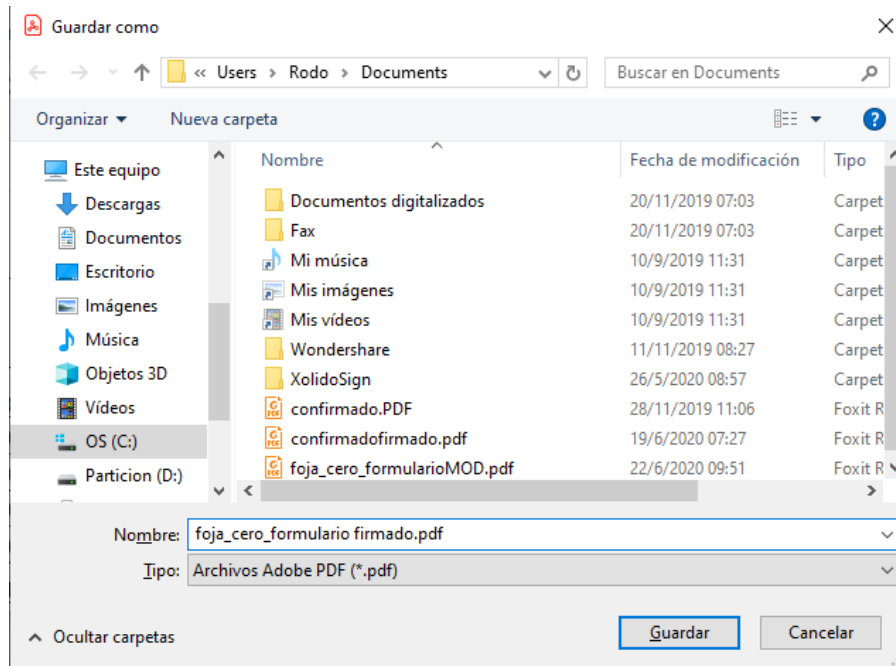 Guardar como
« Users > Rodo > Documents
Buscar en Documents
Organizar
Nueva carpeta
?
Este equipo
Descargas
Documentos
Escritorio
Imágenes
Música
Objetos 3D
Vídeos
OS (C:)
Particion (D:)
Nombre Fecha de modificación Tipo
Documentos digitalizados 20/11/2019 07:03 Carpet
Fax 20/11/2019 07:03 Carpet
Mi música 10/9/2019 11:31 Carpet
Mis imágenes 10/9/2019 11:31 Carpet
Mis vídeos 10/9/2019 11:31 Carpet
Wondershare 11/11/2019 08:27 Carpet
XolidoSign 26/5/2020 08:57 Carpet
confirmado.PDF 28/11/2019 11:06 Foxit R
confirmadofirmado.pdf 19/6/2020 07:27 Foxit R
foja_cero_formularioMOD.pdf 22/6/2020 09:51 Foxit R
Nombre: foja_cero_formulario firmado.pdf
Tipo: Archivos Adobe PDF (*.pdf)
Ocultar carpetas
Guardar
Cancelar